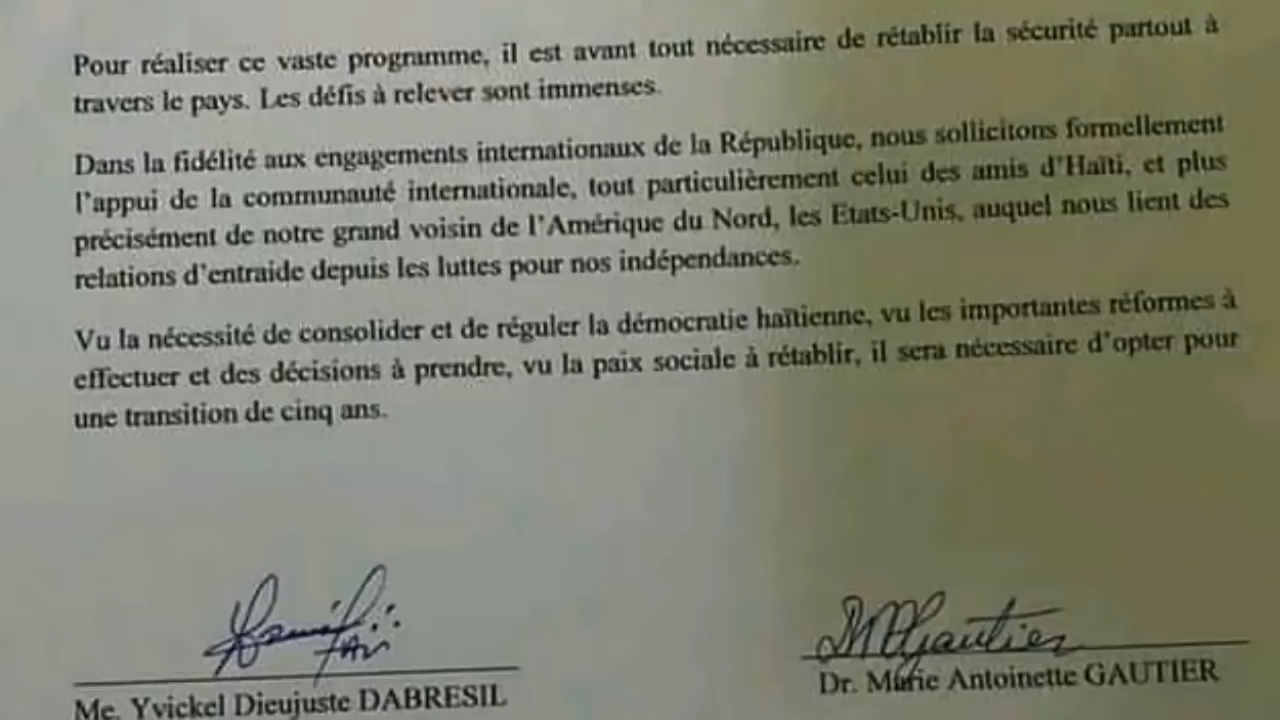 Pour réaliser ce vaste programme, il est avant tout nécessaire de rétablir la sécurité partout à
travers le pays. Les défis à relever sont immenses.
Dans la fidélité aux engagements internationaux de la République, nous sollicitons formellement
l'appui de la communauté internationale, tout particulièrement celui des amis d'Haïti, et plus
précisément de notre grand voisin de l'Amérique du Nord, les Etats-Unis, auquel nous lient des
relations d'entraide depuis les luttes pour nos indépendances.
Vu la nécessité de consolider et de réguler la démocratie haïtienne, vu les importantes réformes à
effectuer et des décisions à prendre, vu la paix sociale à rétablir, il sera nécessaire d'opter pour
une transition de cinq ans.
Me. Yvickel Dieujuste DABRESIL
Dr. Marie Antoinette GAUTIER